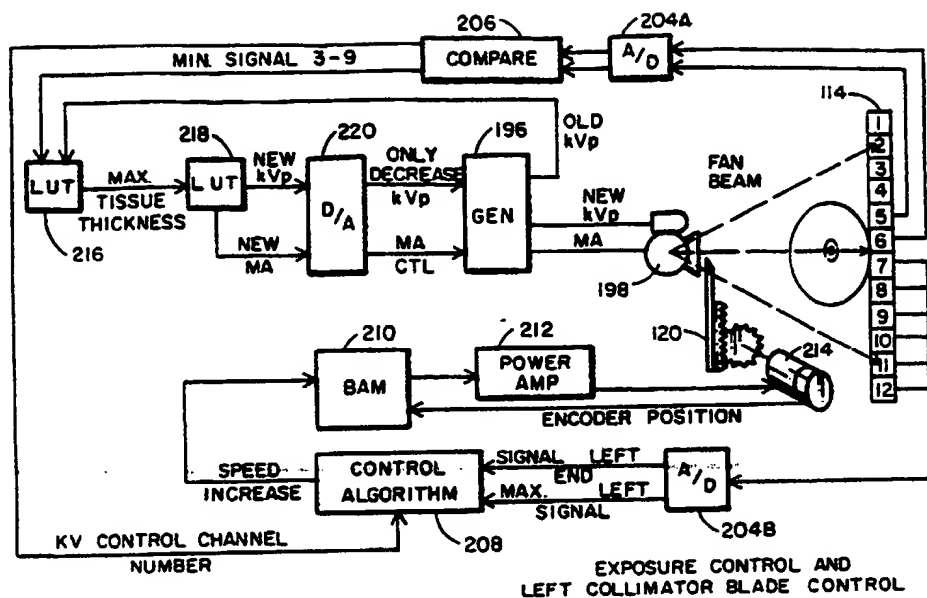 206
204A
COMPARE
A/D
MIN. SIGNAL 3-9
114
1
2
3
4
5
6
7
8
9
10
11
12
218
220
196
OLD
kVp
FAN
BEAM
LUT
MAX.
TISSUE
THICKNESS
LUT
NEW
kVp
D/A
ONLY
DECREASE
kVp
GEN
NEW
kVp
MA
216
NEW
MA
MA
CTL
198
120
214
210
212
BAM
POWER
AMP
ENCODER POSITION
SPEED
INCREASE
CONTROL
ALGORITHM
SIGNAL LEFT
END
MAX. LEFT
SIGNAL
A/D
208
204B
KV CONTROL CHANNEL
NUMBER
EXPOSURE CONTROL AND
LEFT COLLIMATOR BLADE CONTROL